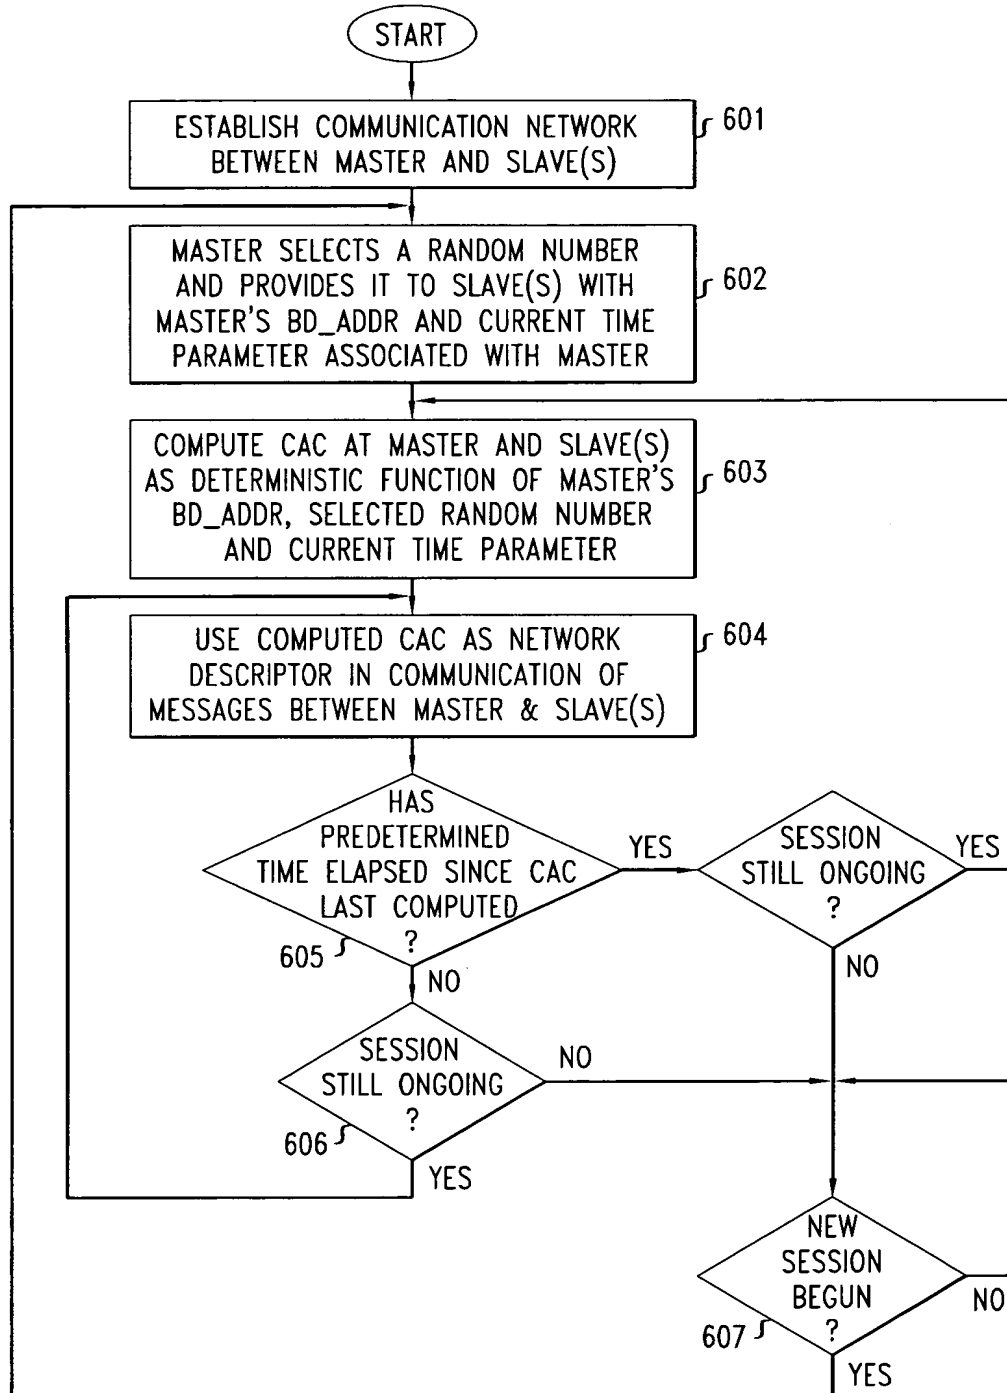 START
ESTABLISH COMMUNICATION NETWORK
BETWEEN MASTER AND SLAVE(S)
601
MASTER SELECTS A RANDOM NUMBER
AND PROVIDES IT TO SLAVE(S) WITH
MASTER'S BD_ADDR AND CURRENT TIME
PARAMETER ASSOCIATED WITH MASTER
602
COMPUTE CAC AT MASTER AND SLAVE(S)
AS DETERMINISTIC FUNCTION OF MASTER'S
BD_ADDR, SELECTED RANDOM NUMBER
AND CURRENT TIME PARAMETER
603
USE COMPUTED CAC AS NETWORK
DESCRIPTOR IN COMMUNICATION OF
MESSAGES BETWEEN MASTER & SLAVE(S)
604
HAS
PREDETERMINED
TIME ELAPSED SINCE CAC
LAST COMPUTED
?
605
YES
NO
SESSION
STILL ONGOING
?
YES
NO
SESSION
STILL ONGOING
?
606
NO
YES
NEW
SESSION
BEGUN
?
607
NO
YES